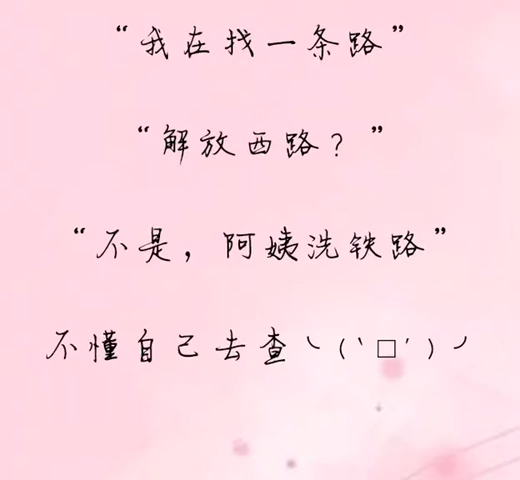 “我在找一条路”
“解放西路？”
“不是，阿姨洗铁路”
不懂自己去查╰(‵□′)╯